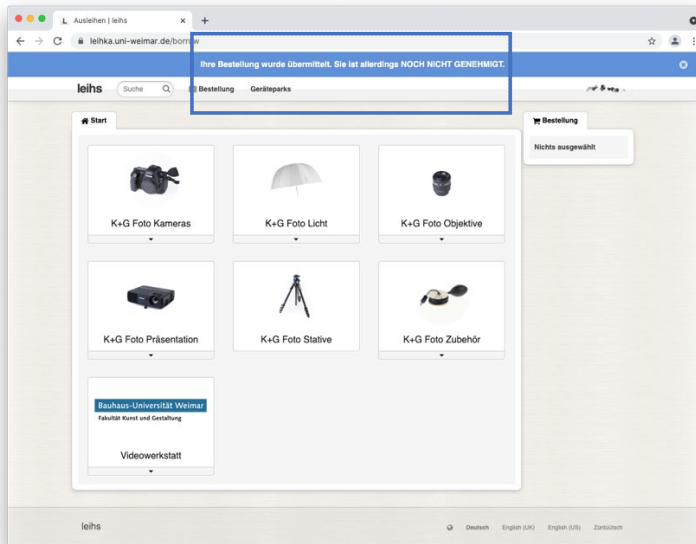 Ausleihen | leihs
leihka.uni-weimar.de/borrow
Ihre Bestellung wurde übermittelt. Sie ist allerdings NOCH NICHT GENEHMIGT.
leihs
Suche
Bestellung
Geräteparks
Start
Bestellung
Nichts ausgewählt
K+G Foto Kameras
K+G Foto Licht
K+G Foto Objektive
K+G Foto Präsentation
K+G Foto Stative
K+G Foto Zubehör
Bauhaus-Universität Weimar
Fakultät Kunst und Gestaltung
Videowerkstatt
leihs
Deutsch
English (UK)
English (US)
Züritüütsch